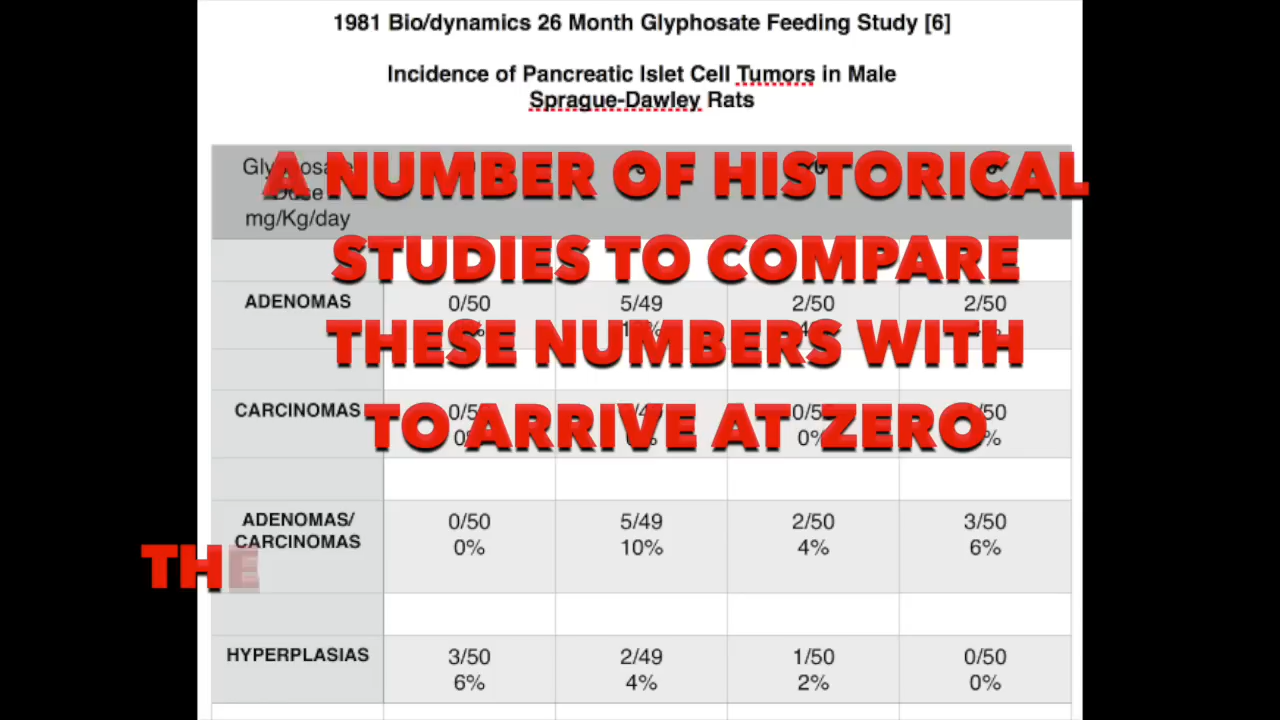 1981 Bio/dynamics 26 Month Glyphosate Feeding Study [6]
Incidence of Pancreatic Islet Cell Tumors in Male
Sprague-Dawley Rats
A NUMBER OF HISTORICAL
Dose
mg/Kg/day
STUDIES TO COMPARE
ADENOMAS 0/50 5/49 2/50 2/50
THESE NUMBERS WITH
CARCINOMAS
TO ARRIVE AT ZERO
ADENOMAS/ 0/50 5/49 2/50 3/50
CARCINOMAS 0% 10% 4% 6%
THE
HYPERPLASIAS 3/50 2/49 1/50 0/50
6% 4% 2% 0%